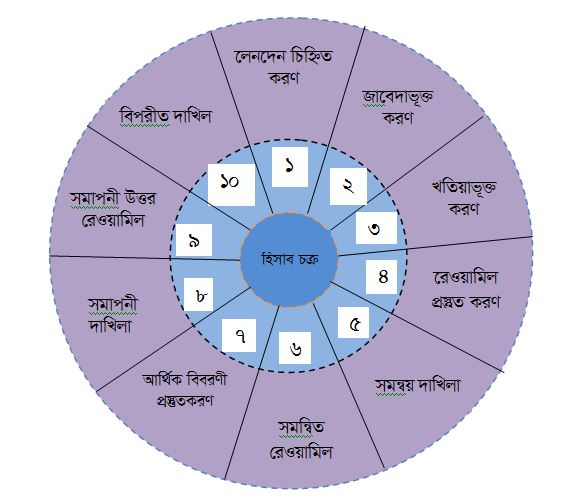 লেনদেন চিহ্নিত
করণ
১
জাবেদাভূক্ত
করণ
২
খতিয়াভূক্ত
করণ
৩
রেওয়ামিল
প্রস্তুত করণ
৪
সমন্বয় দাখিলা
৫
সমন্বিত
রেওয়ামিল
৬
আর্থিক বিবরণী
প্রস্তুতকরণ
৭
সমাপনী
দাখিলা
৮
সমাপনী উত্তর
রেওয়ামিল
৯
বিপরীত দাখিল
১০
হিসাব চক্র